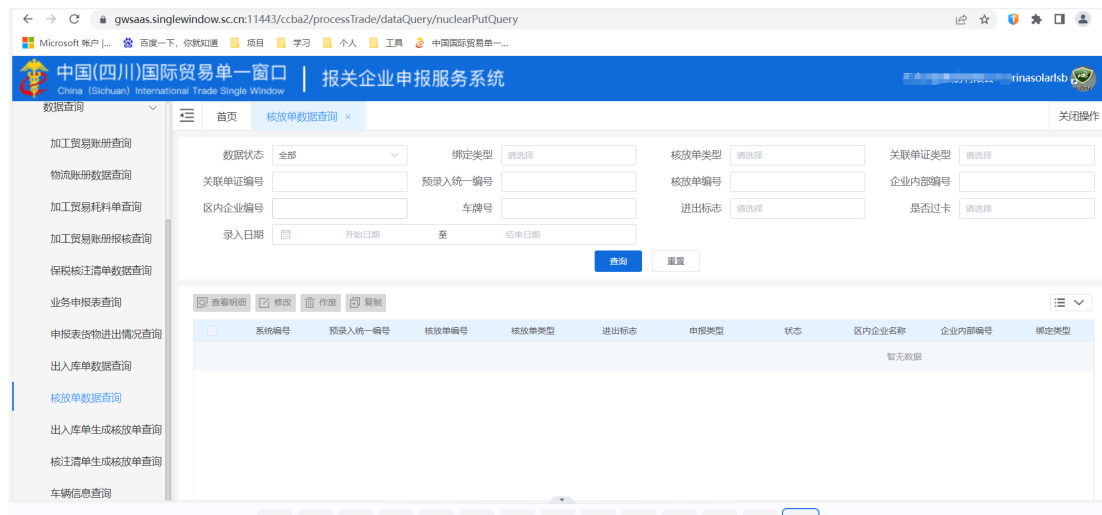 gwsaas.singlewindow.sc.cn:11443/ccba2/processTrade/dataQuery/nuclearPutQuery
Microsoft 帐户 |... 百度一下，你就知道 项目 学习 个人 工具 中国国际贸易单一...
中国(四川)国际贸易单一窗口 报关企业申报服务系统
China (Sichuan) International Trade Single Window
rinasolarlsb
数据查询 首页 核放单数据查询 × 关闭操作
加工贸易账册查询
物流账册数据查询
加工贸易耗料单查询
加工贸易账册报核查询
保税核注清单数据查询
业务申报表查询
申报表货物进出情况查询
出入库单数据查询
核放单数据查询
出入库单生成核放单查询
核注清单生成核放单查询
车辆信息查询
数据状态 全部 绑定类型 请选择 核放单类型 请选择 关联单证类型 请选择
关联单证编号 预录入统一编号 核放单编号 企业内部编号
区内企业编号 车牌号 进出标志 请选择 是否过卡 请选择
录入日期 开始日期 至 结束日期
查询 重置
查看明细 修改 作废 复制
系统编号 预录入统一编号 核放单编号 核放单类型 进出标志 申报类型 状态 区内企业名称 企业内部编号 绑定类型
暂无数据